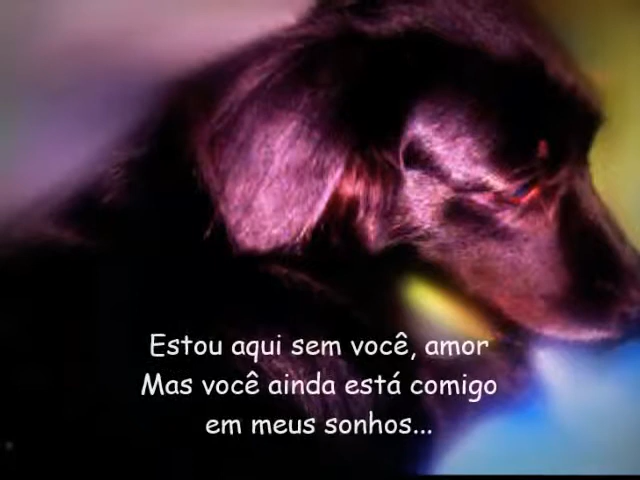 Estou aqui sem você, amor
Mas você ainda está comigo
em meus sonhos...